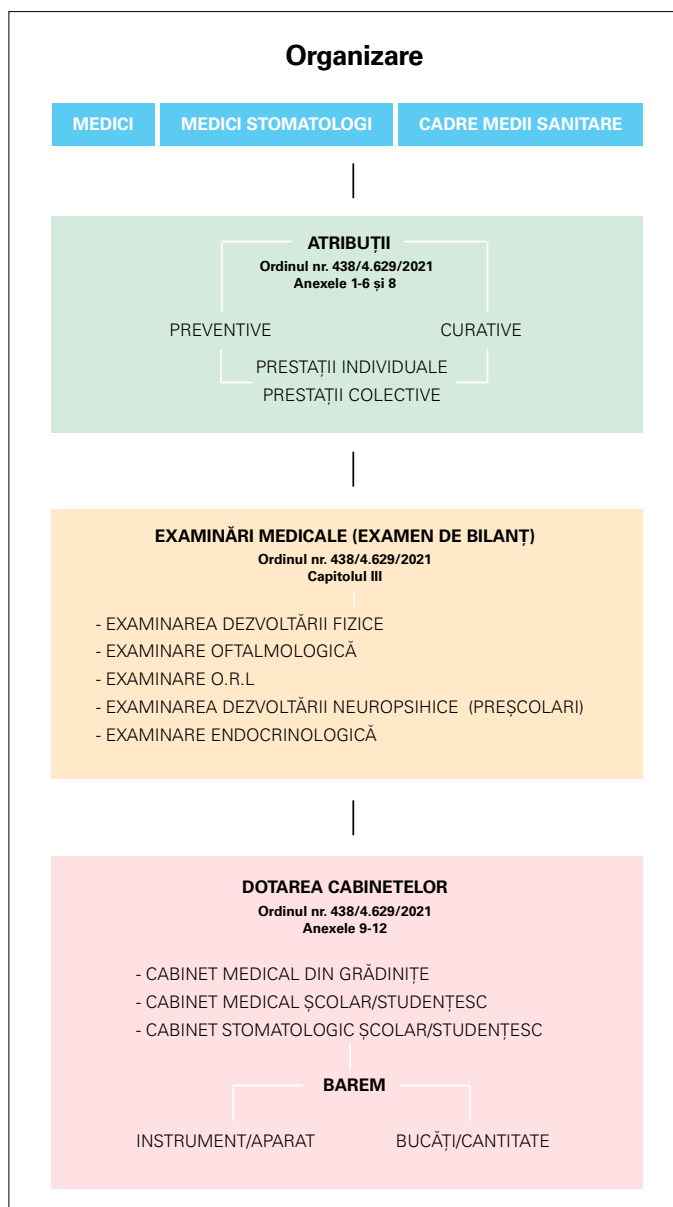 Organizare
MEDICI
MEDICI STOMATOLOGI
CADRE MEDII SANITARE
ATRIBUȚII
Ordinul nr. 438/4.629/2021
Anexele 1-6 și 8
PREVENTIVE
CURATIVE
PRESTAȚII INDIVIDUALE
PRESTAȚII COLECTIVE
EXAMINĂRI MEDICALE (EXAMEN DE BILANȚ)
Ordinul nr. 438/4.629/2021
Capitolul III
- EXAMINAREA DEZVOLTĂRII FIZICE
- EXAMINARE OFTALMOLOGICĂ
- EXAMINARE O.R.L
- EXAMINAREA DEZVOLTĂRII NEUROPSIHICE (PREȘCOLARI)
- EXAMINARE ENDOCRINOLOGICĂ
DOTAREA CABINETELOR
Ordinul nr. 438/4.629/2021
Anexele 9-12
- CABINET MEDICAL DIN GRĂDINIȚE
- CABINET MEDICAL ȘCOLAR/STUDENȚESC
- CABINET STOMATOLOGIC ȘCOLAR/STUDENȚESC
BAREM
INSTRUMENT/APARAT
BUCĂȚI/CANTITATE